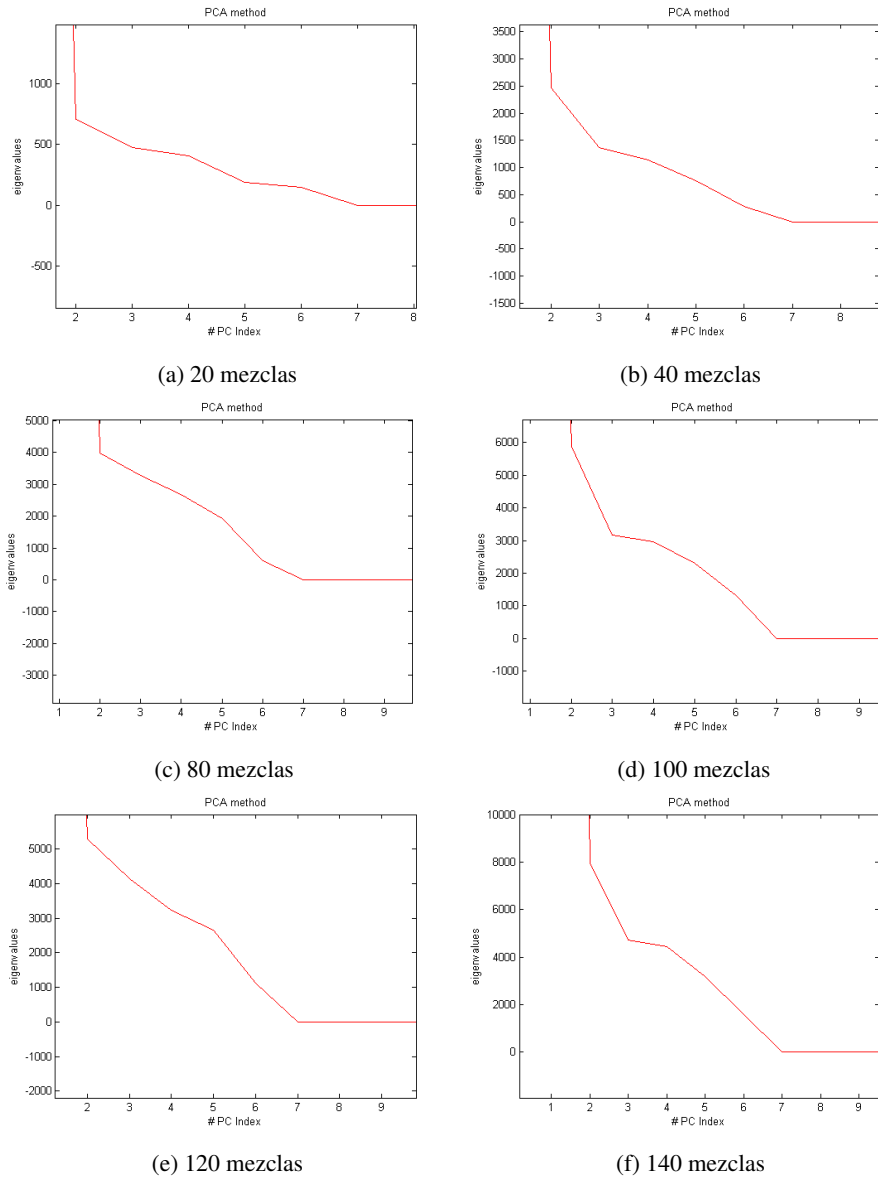 PCA method
1000
500
0
-500
eigenvalues
2 3 4 5 6 7 8
# PC Index
(a) 20 mezclas
PCA method
3500
3000
2500
2000
1500
1000
500
0
-500
-1000
-1500
eigenvalues
2 3 4 5 6 7 8
# PC Index
(b) 40 mezclas
PCA method
5000
4000
3000
2000
1000
0
-1000
-2000
-3000
eigenvalues
1 2 3 4 5 6 7 8 9
# PC Index
(c) 80 mezclas
PCA method
6000
5000
4000
3000
2000
1000
0
-1000
eigenvalues
1 2 3 4 5 6 7 8 9
# PC Index
(d) 100 mezclas
PCA method
5000
4000
3000
2000
1000
0
-1000
-2000
eigenvalues
2 3 4 5 6 7 8 9
# PC Index
(e) 120 mezclas
PCA method
10000
8000
6000
4000
2000
0
eigenvalues
1 2 3 4 5 6 7 8 9
# PC Index
(f) 140 mezclas